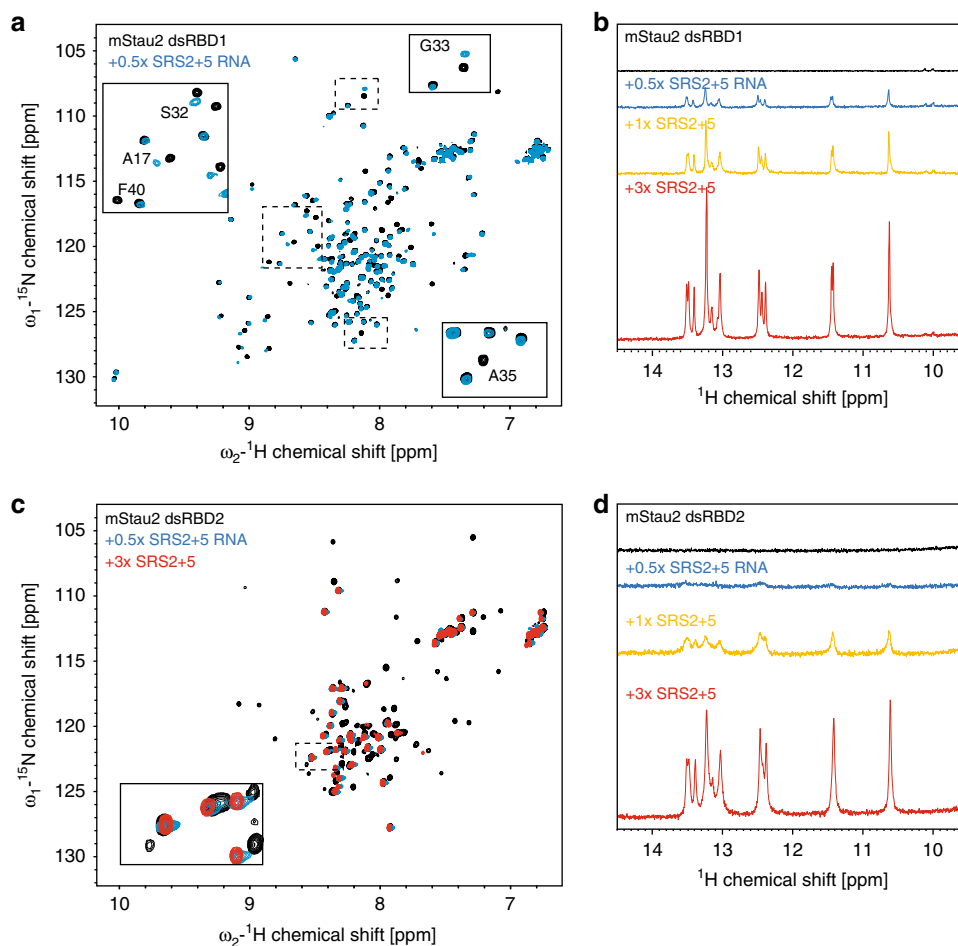 a
mStau2 dsRBD1
+0.5x SRS2+5 RNA
G33
S32
A17
F40
A35
105
110
115
120
125
130
ω1-15N chemical shift [ppm]
10 9 8 7
ω2-1H chemical shift [ppm]
b
mStau2 dsRBD1
+0.5x SRS2+5 RNA
+1x SRS2+5
+3x SRS2+5
14 13 12 11 10
1H chemical shift [ppm]
c
mStau2 dsRBD2
+0.5x SRS2+5 RNA
+3x SRS2+5
105
110
115
120
125
130
ω1-15N chemical shift [ppm]
10 9 8 7
ω2-1H chemical shift [ppm]
d
mStau2 dsRBD2
+0.5x SRS2+5 RNA
+1x SRS2+5
+3x SRS2+5
14 13 12 11 10
1H chemical shift [ppm]